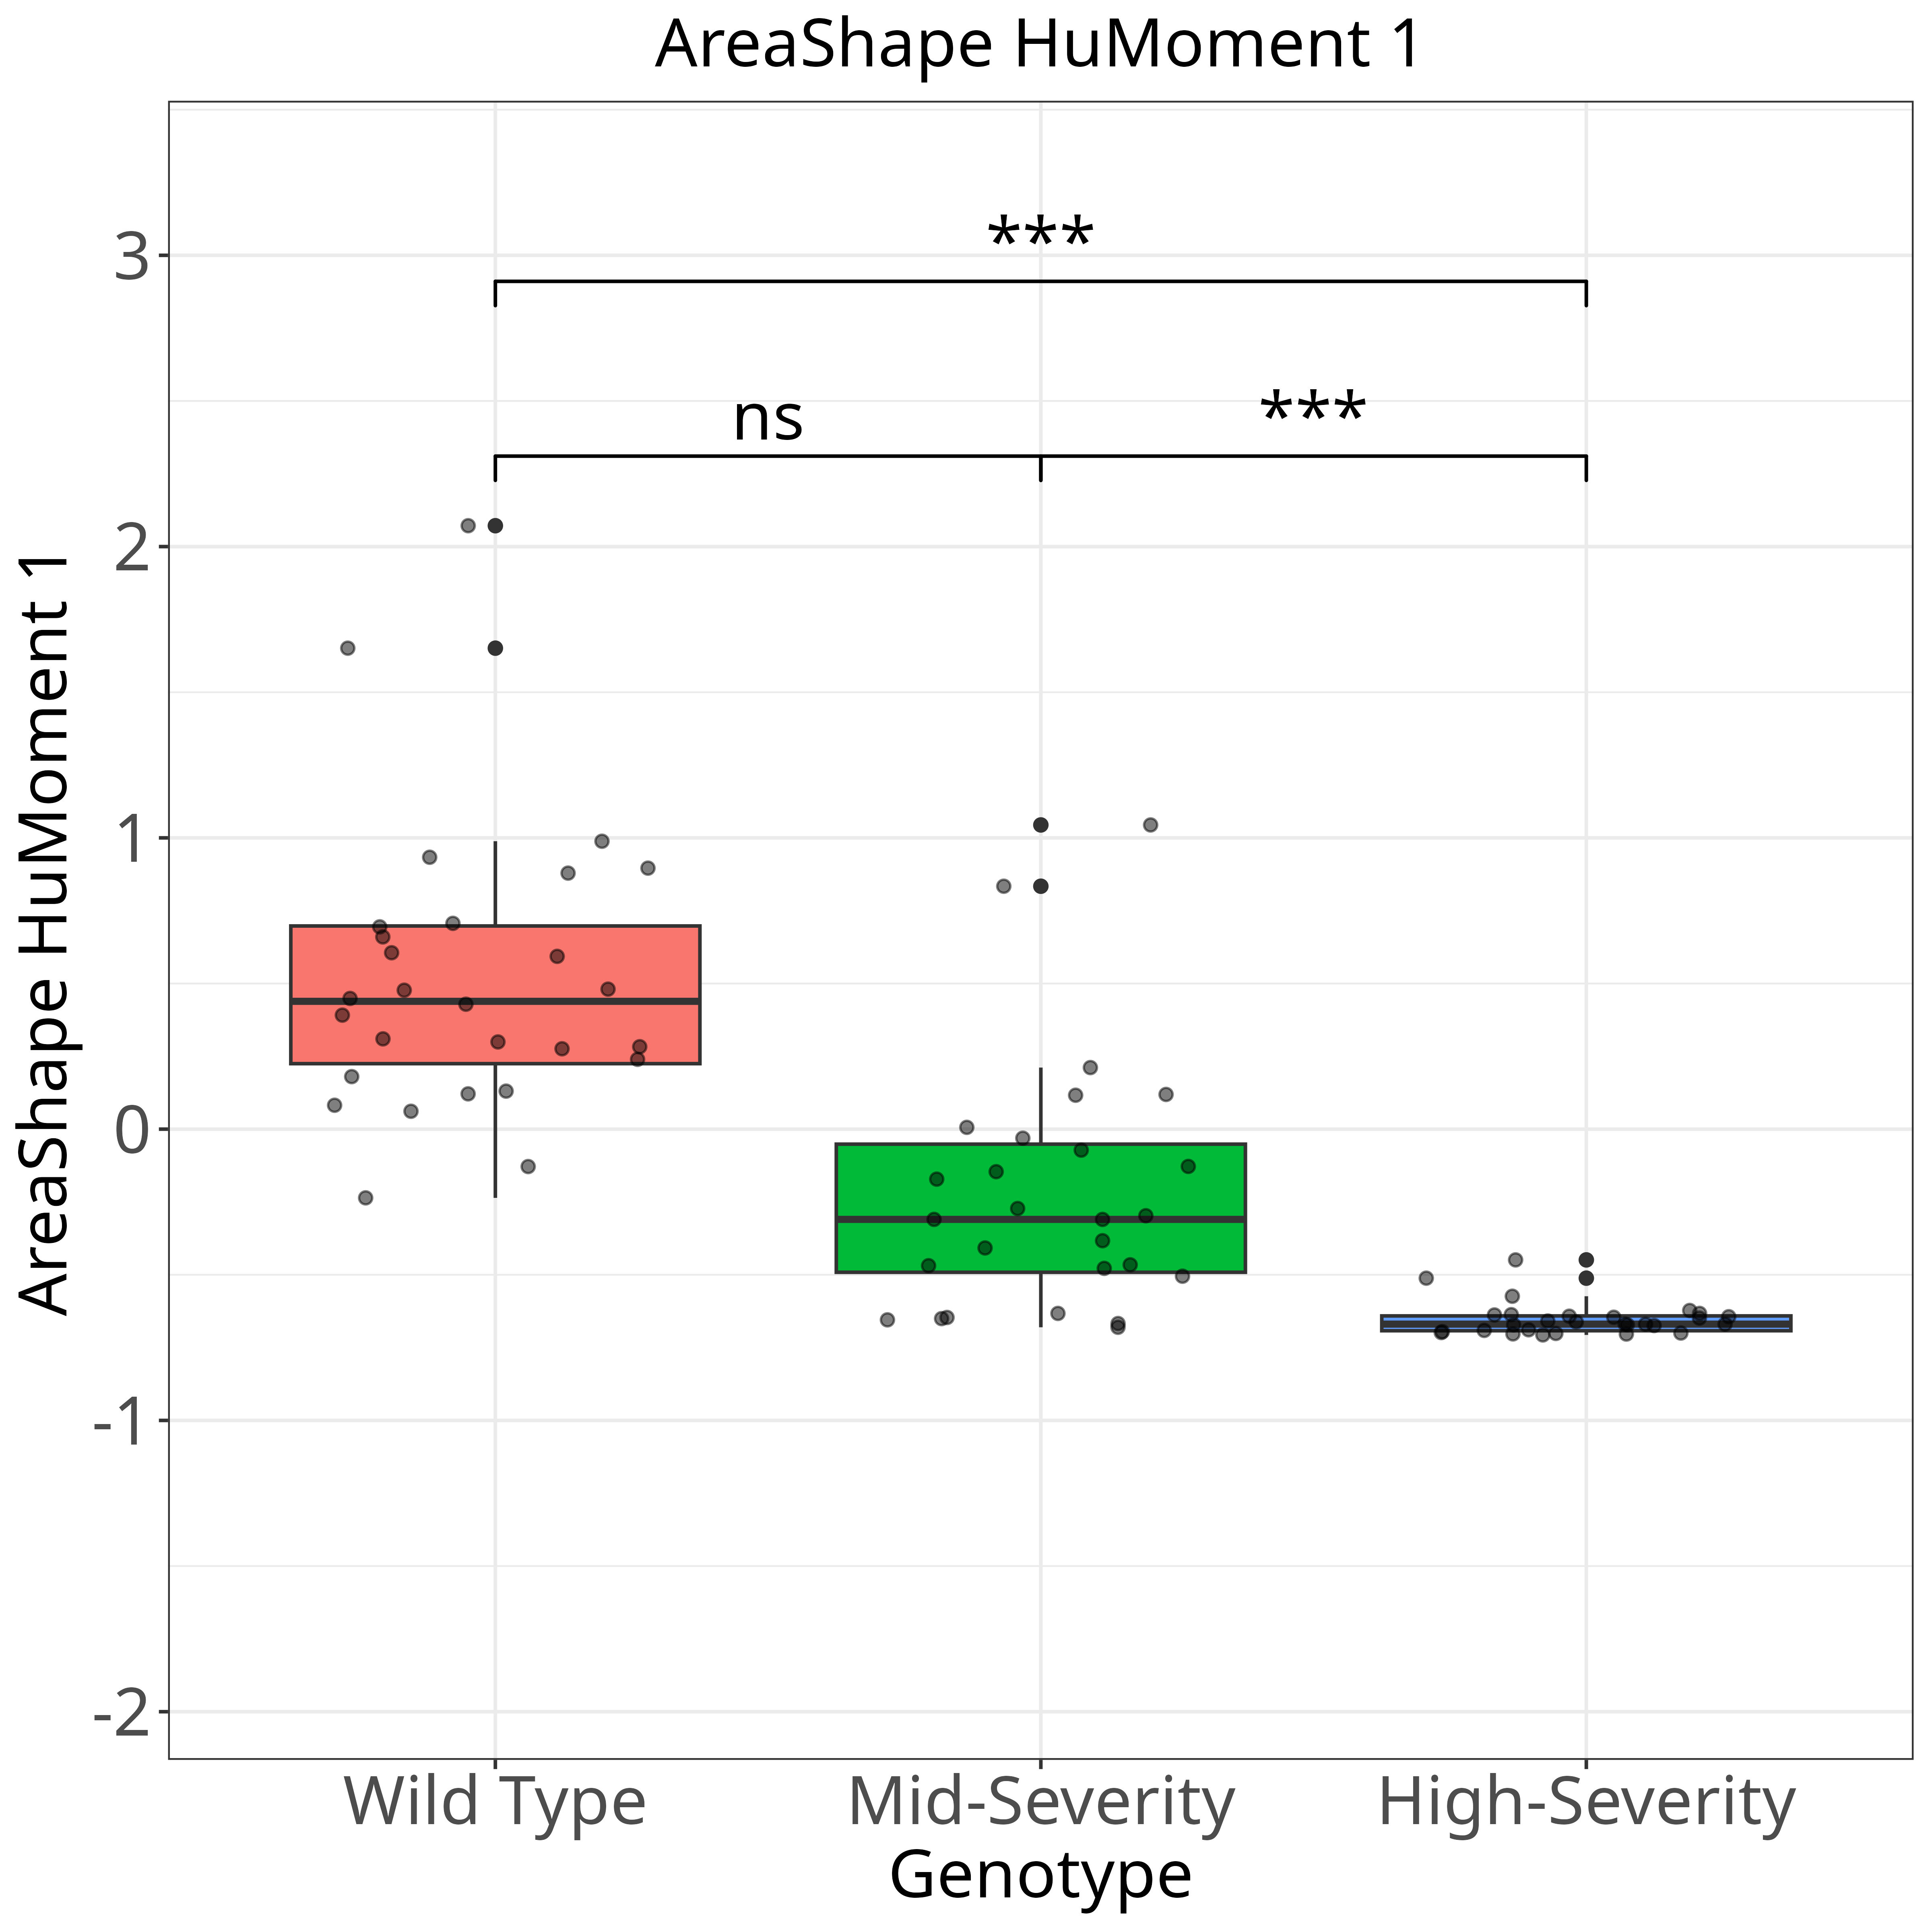 AreaShape HuMoment 1
AreaShape HuMoment 1
3
2
1
0
-1
-2
***
ns
***
Wild Type
Mid-Severity
High-Severity
Genotype